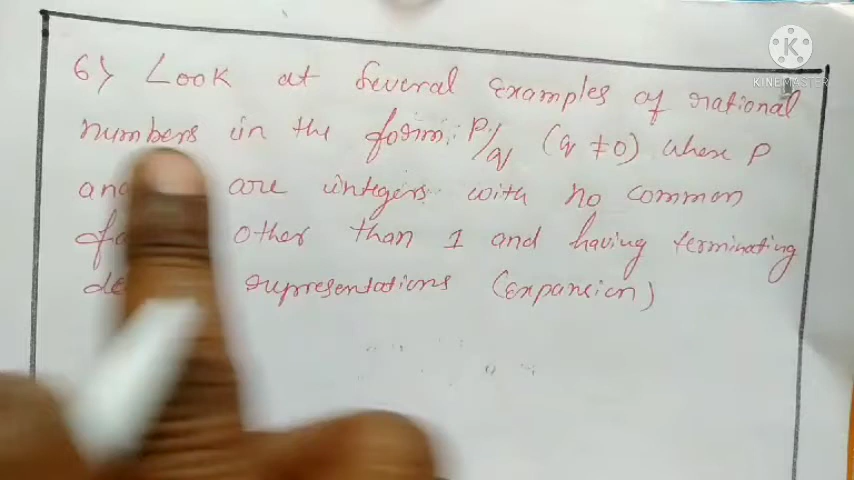 6) Look at Several examples of rational
numbers in the form: P/q (q ≠ 0) where P
are integers with no common
other than 1 and having terminating
representations (expansion)
KINEMASTER